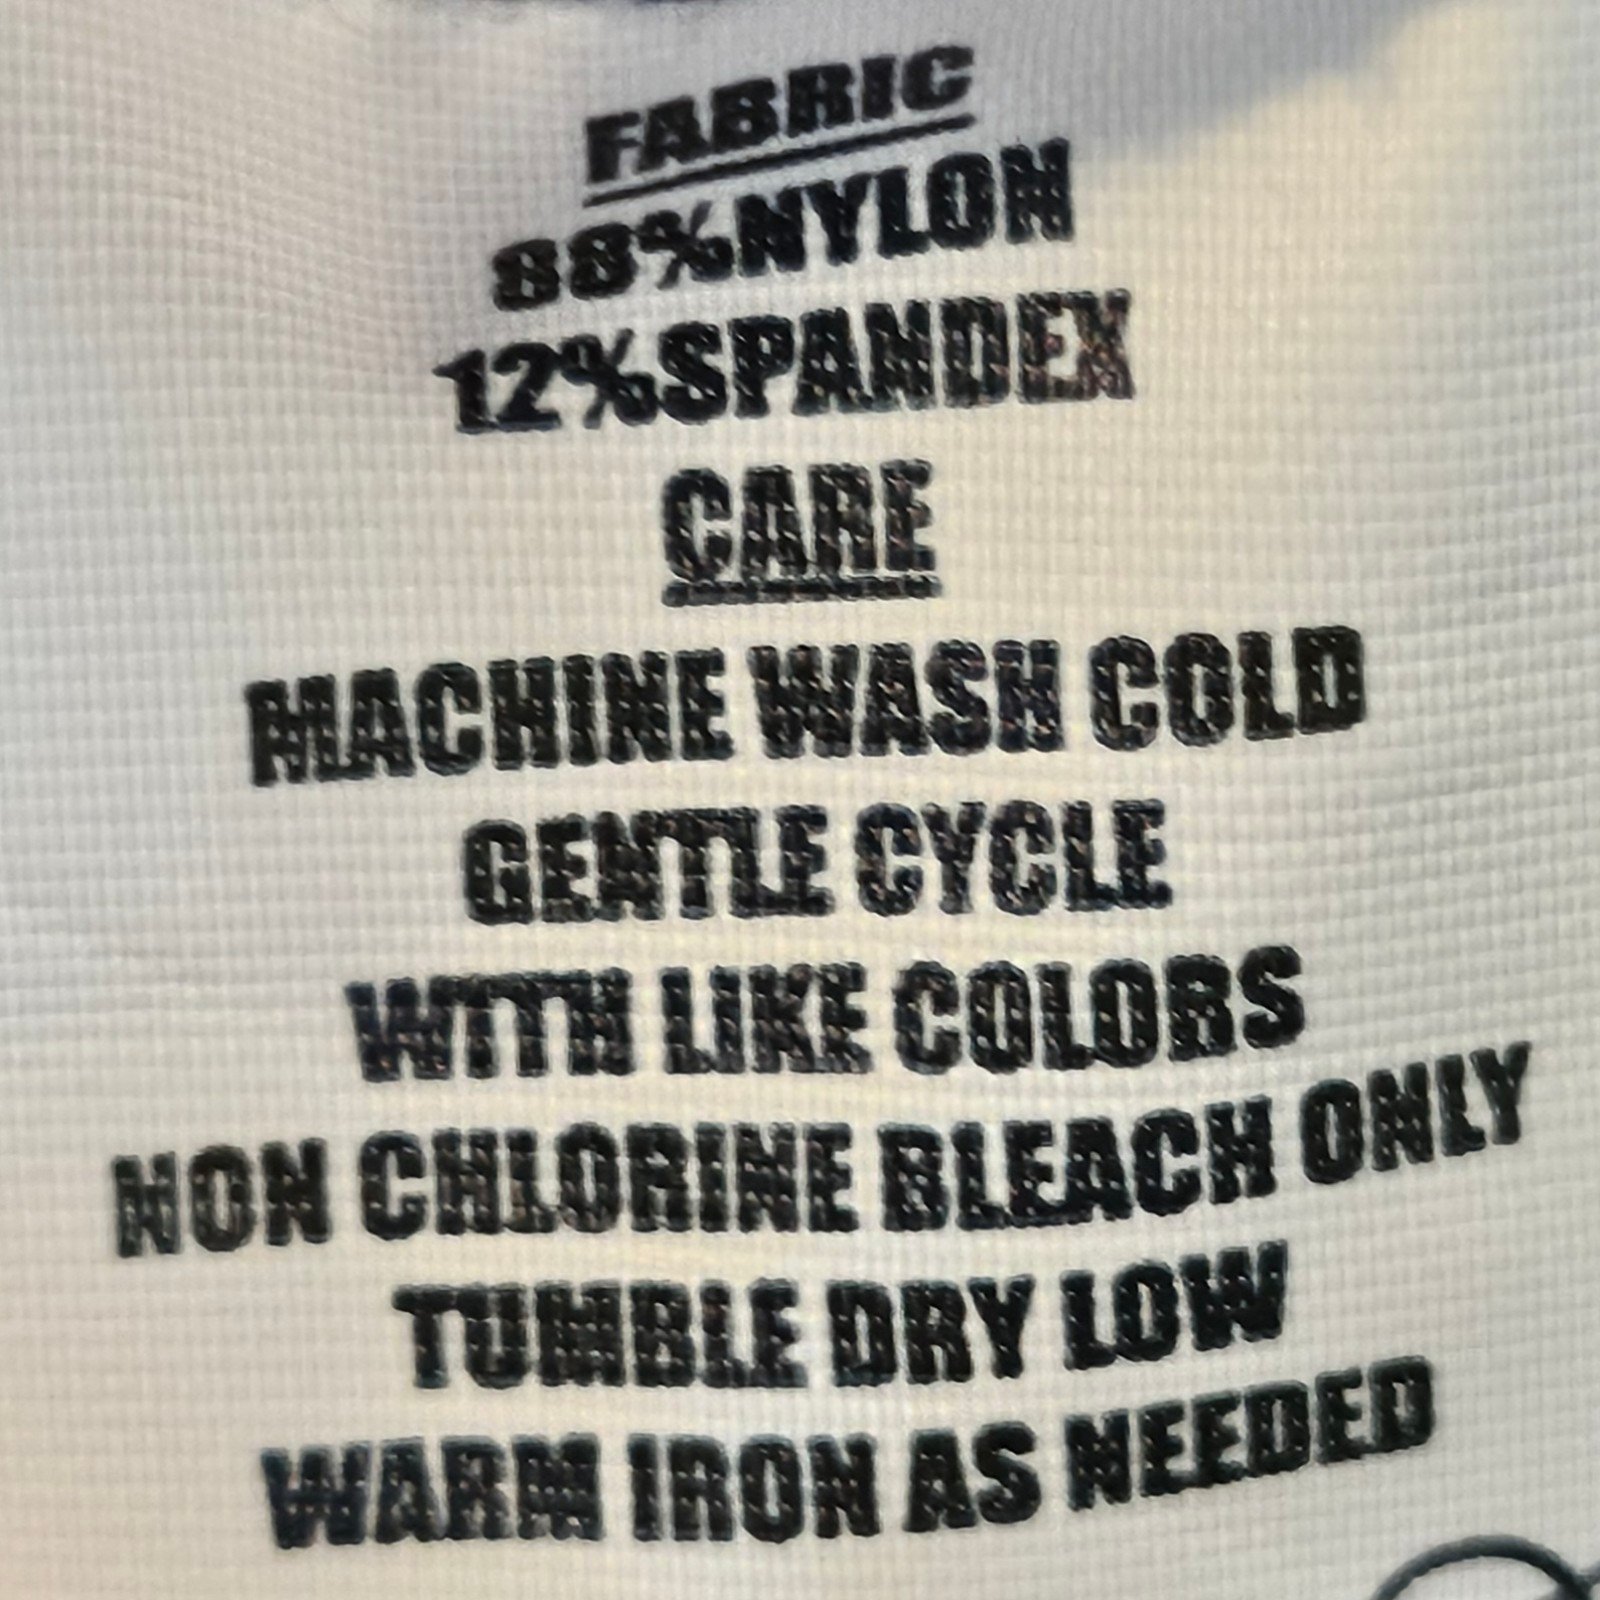 FABRIC
88%NYLON
12%SPANDEX
CARE
MACHINE WASH COLD
GENTLE CYCLE
WITH LIKE COLORS
NON CHLORINE BLEACH ONLY
TUMBLE DRY LOW
WARM IRON AS NEEDED